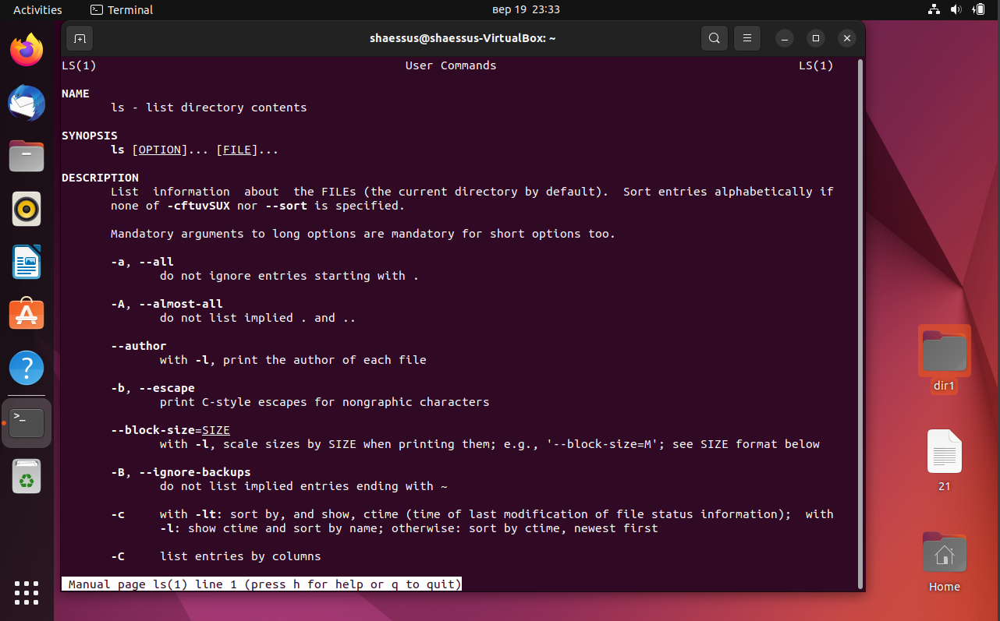 Activities Terminal вер 19 23:33
shaessus@shaessus-VirtualBox: ~
LS(1) User Commands LS(1)
NAME
ls - list directory contents
SYNOPSIS
ls [OPTION]... [FILE]...
DESCRIPTION
List information about the FILEs (the current directory by default). Sort entries alphabetically if
none of -cftuvSUX nor --sort is specified.
Mandatory arguments to long options are mandatory for short options too.
-a, --all
do not ignore entries starting with .
-A, --almost-all
do not list implied . and ..
--author
with -l, print the author of each file
-b, --escape
print C-style escapes for nongraphic characters
--block-size=SIZE
with -l, scale sizes by SIZE when printing them; e.g., '--block-size=M'; see SIZE format below
-B, --ignore-backups
do not list implied entries ending with ~
-c with -lt: sort by, and show, ctime (time of last modification of file status information); with
-l: show ctime and sort by name; otherwise: sort by ctime, newest first
-C list entries by columns
Manual page ls(1) line 1 (press h for help or q to quit)
dir1
21
Home